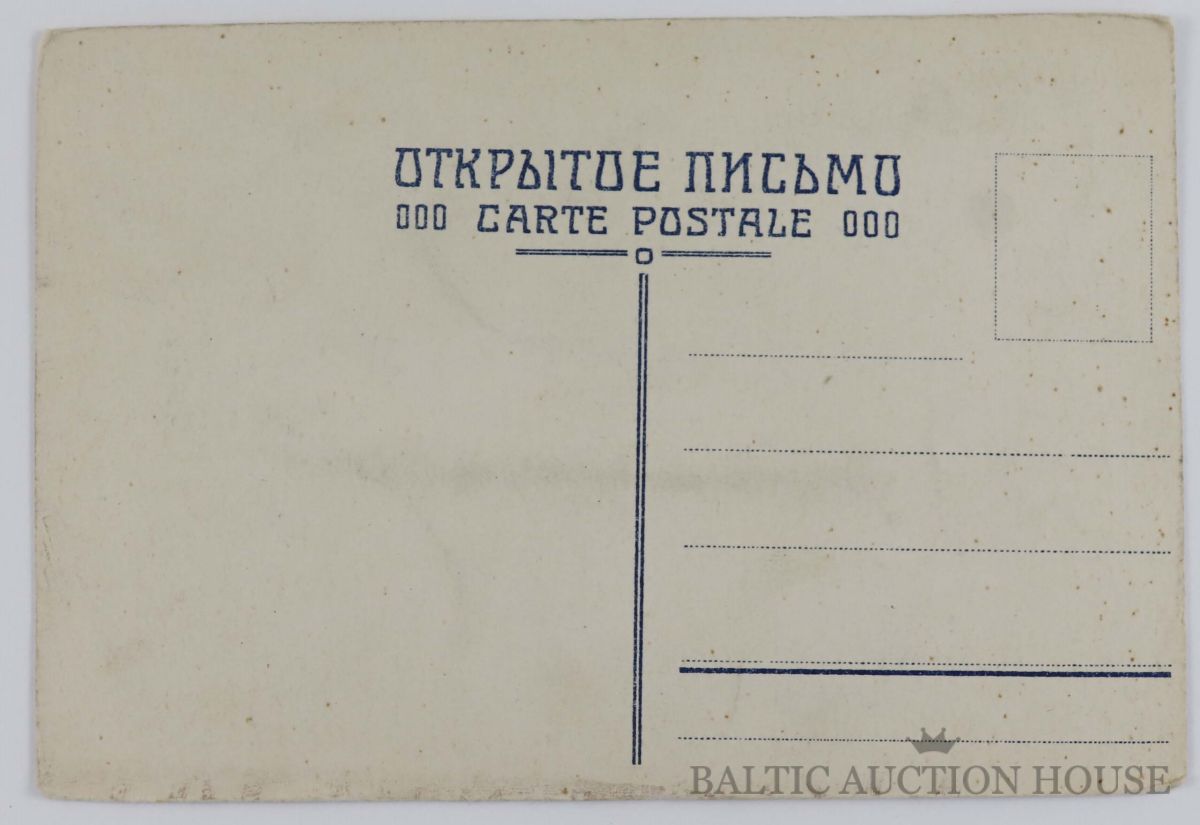 ОТКРЫТОЕ ПИСЬМО
000 CARTE POSTALE 000
BALTIC AUCTION HOUSE